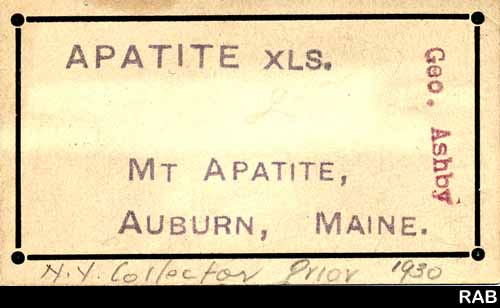 APATITE XLS.
Geo. Ashby
MT APATITE,
AUBURN, MAINE.
N.Y. Collector Prior 1930
RAB